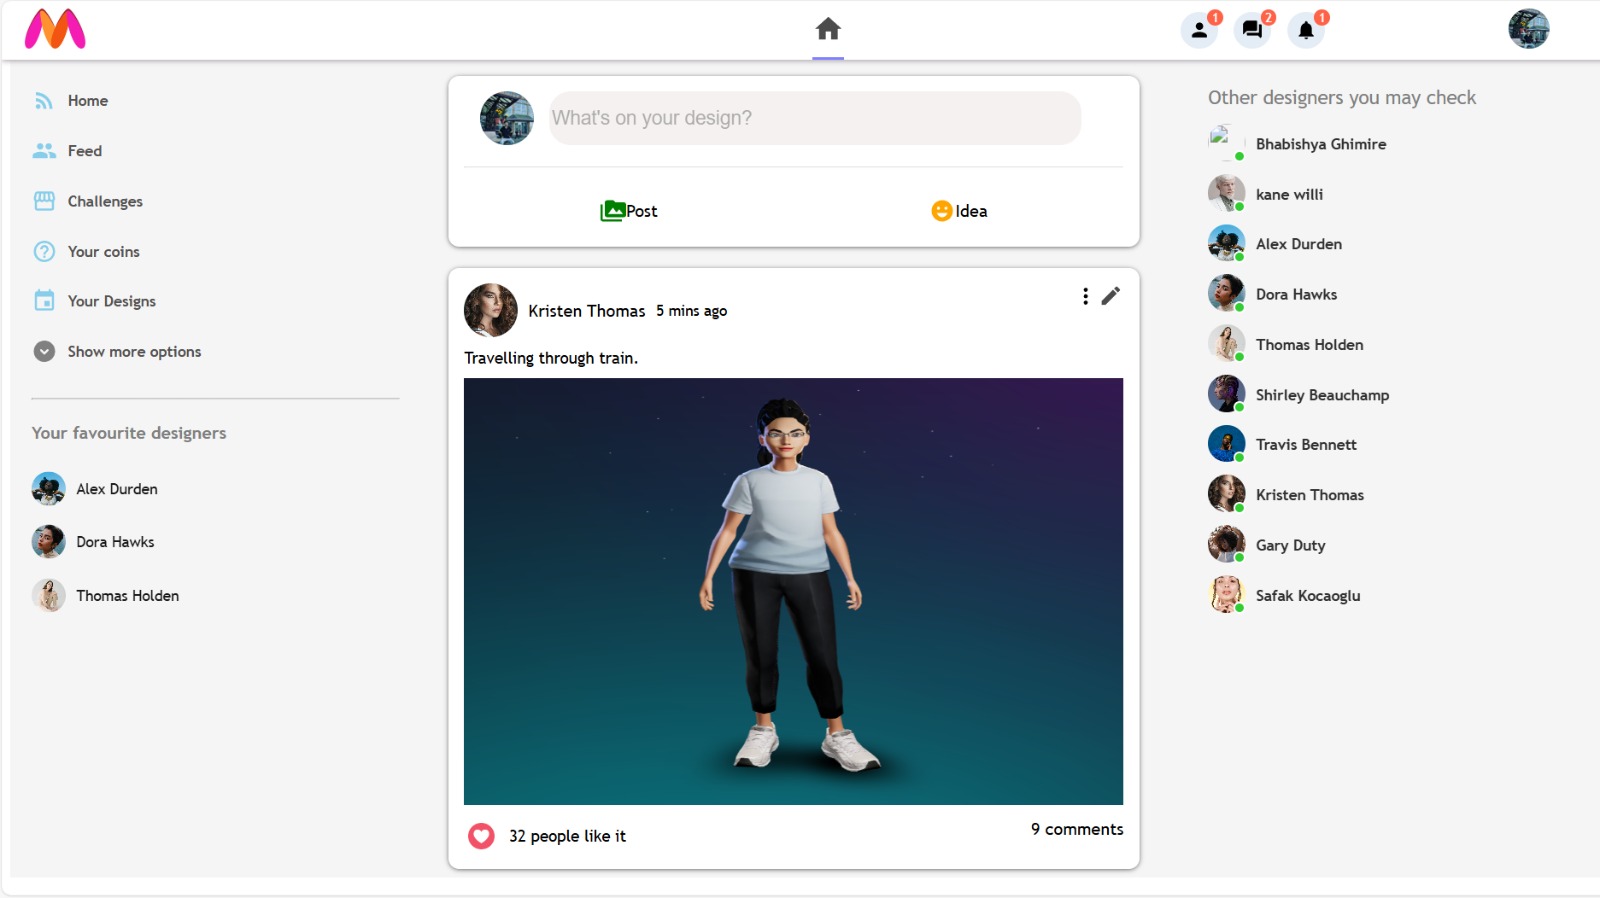 1
2
1
Home
Feed
Challenges
Your coins
Your Designs
Show more options
Your favourite designers
Alex Durden
Dora Hawks
Thomas Holden
What's on your design?
Post
Idea
Kristen Thomas 5 mins ago
Travelling through train.
32 people like it
9 comments
Other designers you may check
Bhabishya Ghimire
kane willi
Alex Durden
Dora Hawks
Thomas Holden
Shirley Beauchamp
Travis Bennett
Kristen Thomas
Gary Duty
Safak Kocaoglu